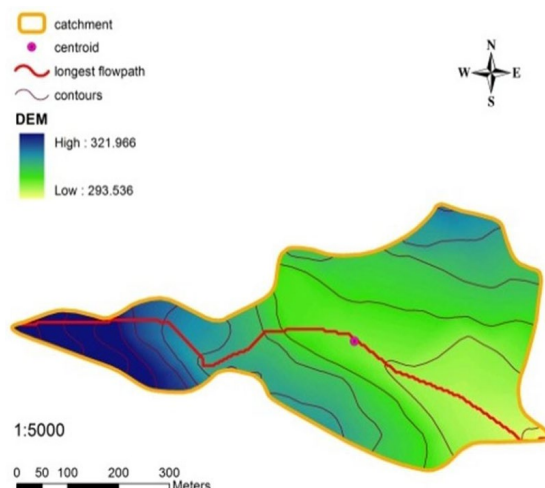 catchment
centroid
longest flowpath
contours
DEM
High : 321.966
Low : 293.536
N
W E
S
1:5000
0 50 100 200 300
Meters